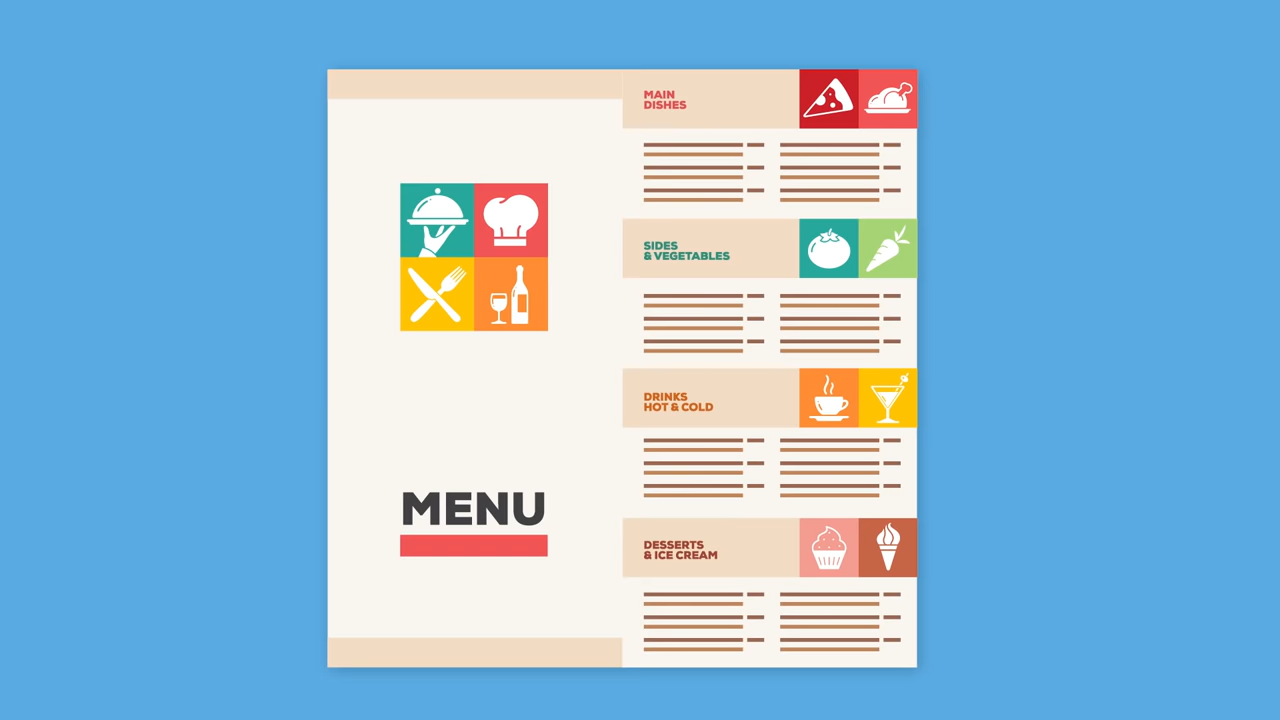 MENU
MAIN
DISHES
SIDES
& VEGETABLES
DRINKS
HOT & COLD
DESSERTS
& ICE CREAM